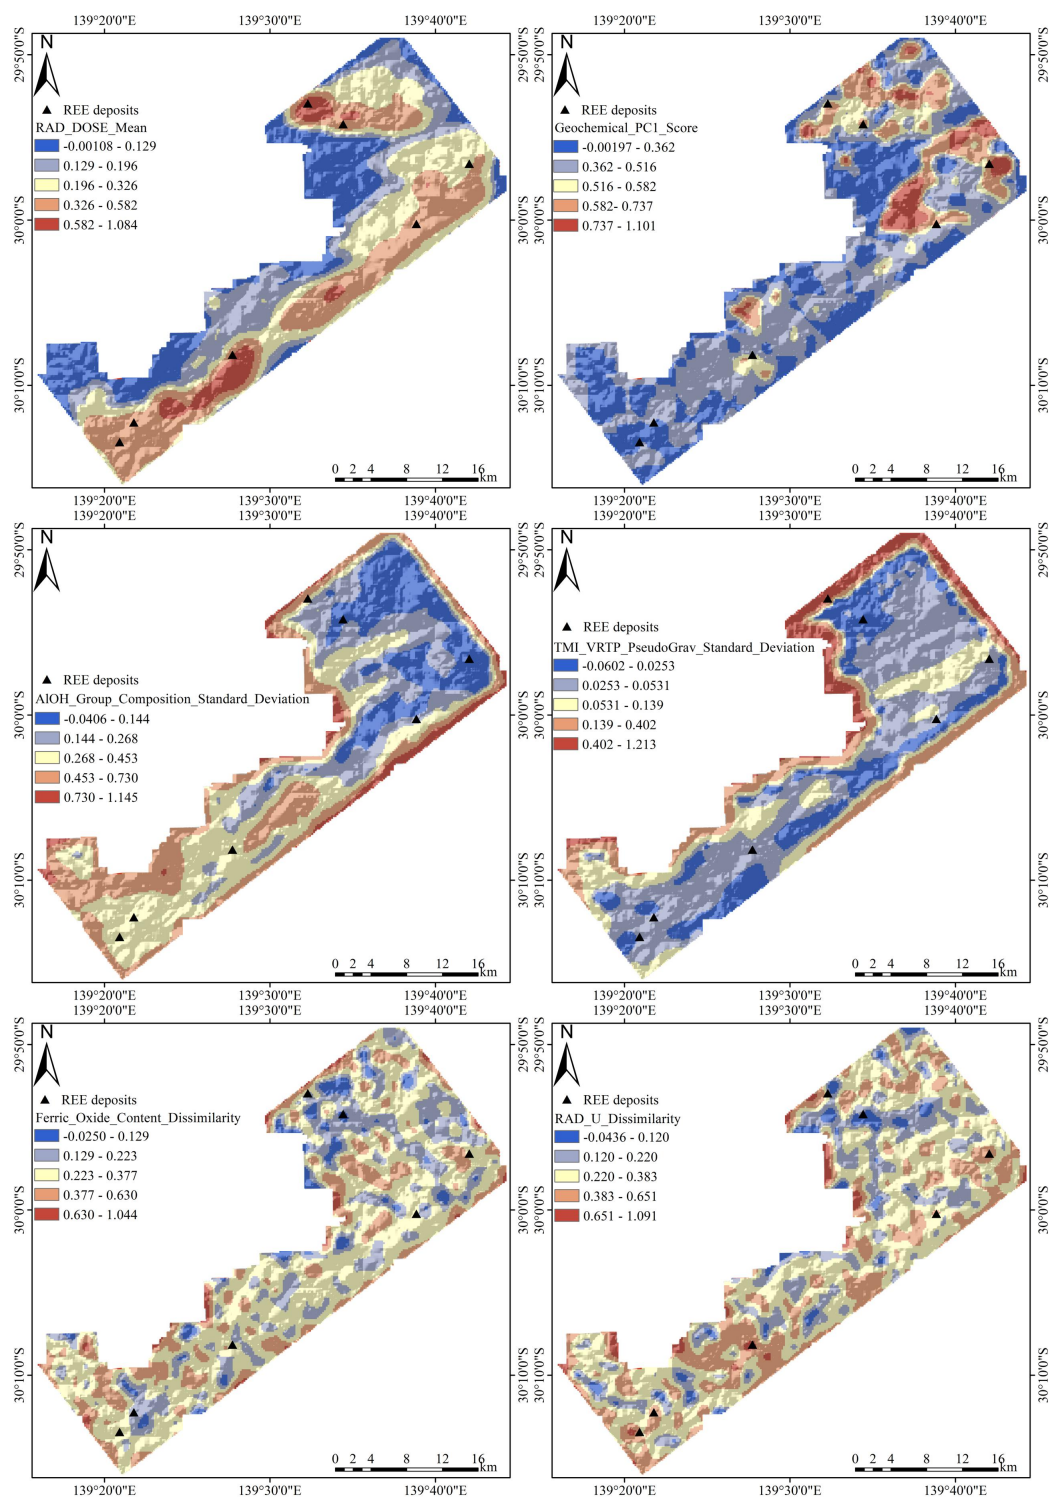 139°20'0"E 139°30'0"E 139°40'0"E
139°20'0"E 139°30'0"E 139°40'0"E
29°50'0"S
30°0'0"S
30°10'0"S
N
REE deposits
RAD_DOSE_Mean
-0.00108 - 0.129
0.129 - 0.196
0.196 - 0.326
0.326 - 0.582
0.582 - 1.084
0 2 4 8 12 16
km
29°50'0"S
30°0'0"S
30°10'0"S
29°50'0"S
30°0'0"S
30°10'0"S
N
REE deposits
Geochemical_PC1_Score
-0.00197 - 0.362
0.362 - 0.516
0.516 - 0.582
0.582- 0.737
0.737 - 1.101
0 2 4 8 12 16
km
29°50'0"S
30°0'0"S
30°10'0"S
139°20'0"E 139°30'0"E 139°40'0"E
139°20'0"E 139°30'0"E 139°40'0"E
139°20'0"E 139°30'0"E 139°40'0"E
139°20'0"E 139°30'0"E 139°40'0"E
29°50'0"S
30°0'0"S
30°10'0"S
N
REE deposits
AlOH_Group_Composition_Standard_Deviation
-0.0406 - 0.144
0.144 - 0.268
0.268 - 0.453
0.453 - 0.730
0.730 - 1.145
0 2 4 8 12 16
km
29°50'0"S
30°0'0"S
30°10'0"S
29°50'0"S
30°0'0"S
30°10'0"S
N
REE deposits
TMI_VRTP_PseudoGrav_Standard_Deviation
-0.0602 - 0.0253
0.0253 - 0.0531
0.0531 - 0.139
0.139 - 0.402
0.402 - 1.213
0 2 4 8 12 16
km
29°50'0"S
30°0'0"S
30°10'0"S
139°20'0"E 139°30'0"E 139°40'0"E
139°20'0"E 139°30'0"E 139°40'0"E
139°20'0"E 139°30'0"E 139°40'0"E
139°20'0"E 139°30'0"E 139°40'0"E
29°50'0"S
30°0'0"S
30°10'0"S
N
REE deposits
Ferric_Oxide_Content_Dissimilarity
-0.0250 - 0.129
0.129 - 0.223
0.223 - 0.377
0.377 - 0.630
0.630 - 1.044
0 2 4 8 12 16
km
29°50'0"S
30°0'0"S
30°10'0"S
29°50'0"S
30°0'0"S
30°10'0"S
N
REE deposits
RAD_U_Dissimilarity
-0.0436 - 0.120
0.120 - 0.220
0.220 - 0.383
0.383 - 0.651
0.651 - 1.091
0 2 4 8 12 16
km
29°50'0"S
30°0'0"S
30°10'0"S
139°20'0"E 139°30'0"E 139°40'0"E
139°20'0"E 139°30'0"E 139°40'0"E